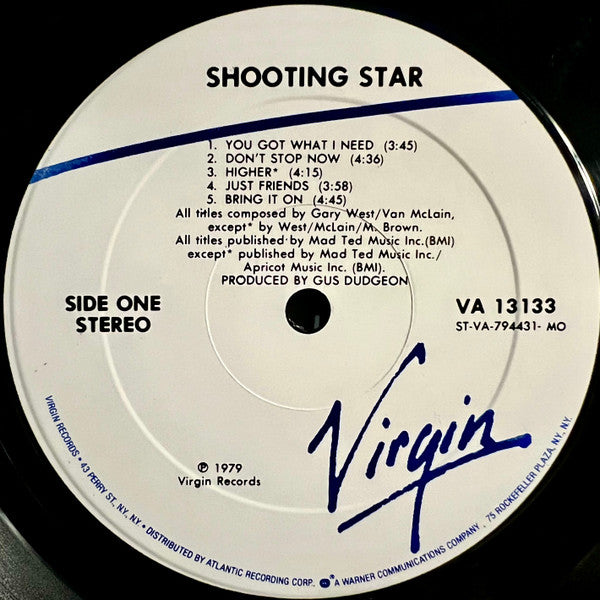 SHOOTING STAR
1. YOU GOT WHAT I NEED (3:45)
2. DON'T STOP NOW (4:36)
3. HIGHER* (4:15)
4. JUST FRIENDS (3:58)
5. BRING IT ON (4:45)
All titles composed by Gary West/Van McLain,
except* by West/McLain/M. Brown.
All titles published by Mad Ted Music Inc.(BMI)
except* published by Mad Ted Music Inc./
Apricot Music Inc. (BMI).
PRODUCED BY GUS DUDGEON
SIDE ONE
STEREO
VA 13133
ST-VA-794431- MO
Virgin
℗ 1979
Virgin Records
VIRGIN RECORDS • 43 PERRY ST., NY, NY • DISTRIBUTED BY ATLANTIC RECORDING CORP. ® A WARNER COMMUNICATIONS COMPANY, 75 ROCKEFELLER PLAZA, NY, NY.